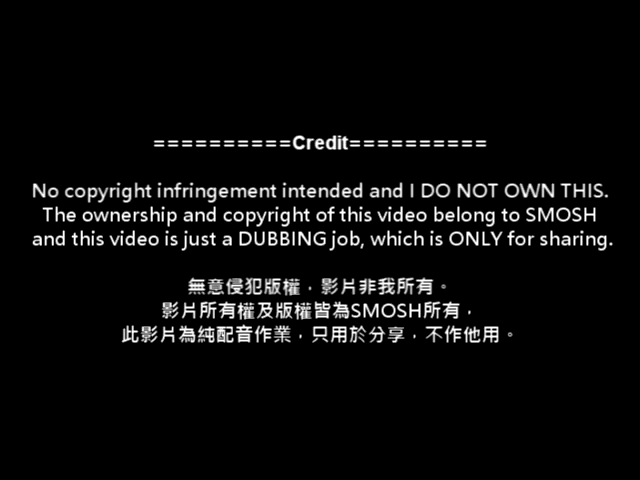 ==========Credit==========
No copyright infringement intended and I DO NOT OWN THIS.
The ownership and copyright of this video belong to SMOSH
and this video is just a DUBBING job, which is ONLY for sharing.
無意侵犯版權，影片非我所有。
影片所有權及版權皆為SMOSH所有，
此影片為純配音作業，只用於分享，不作他用。